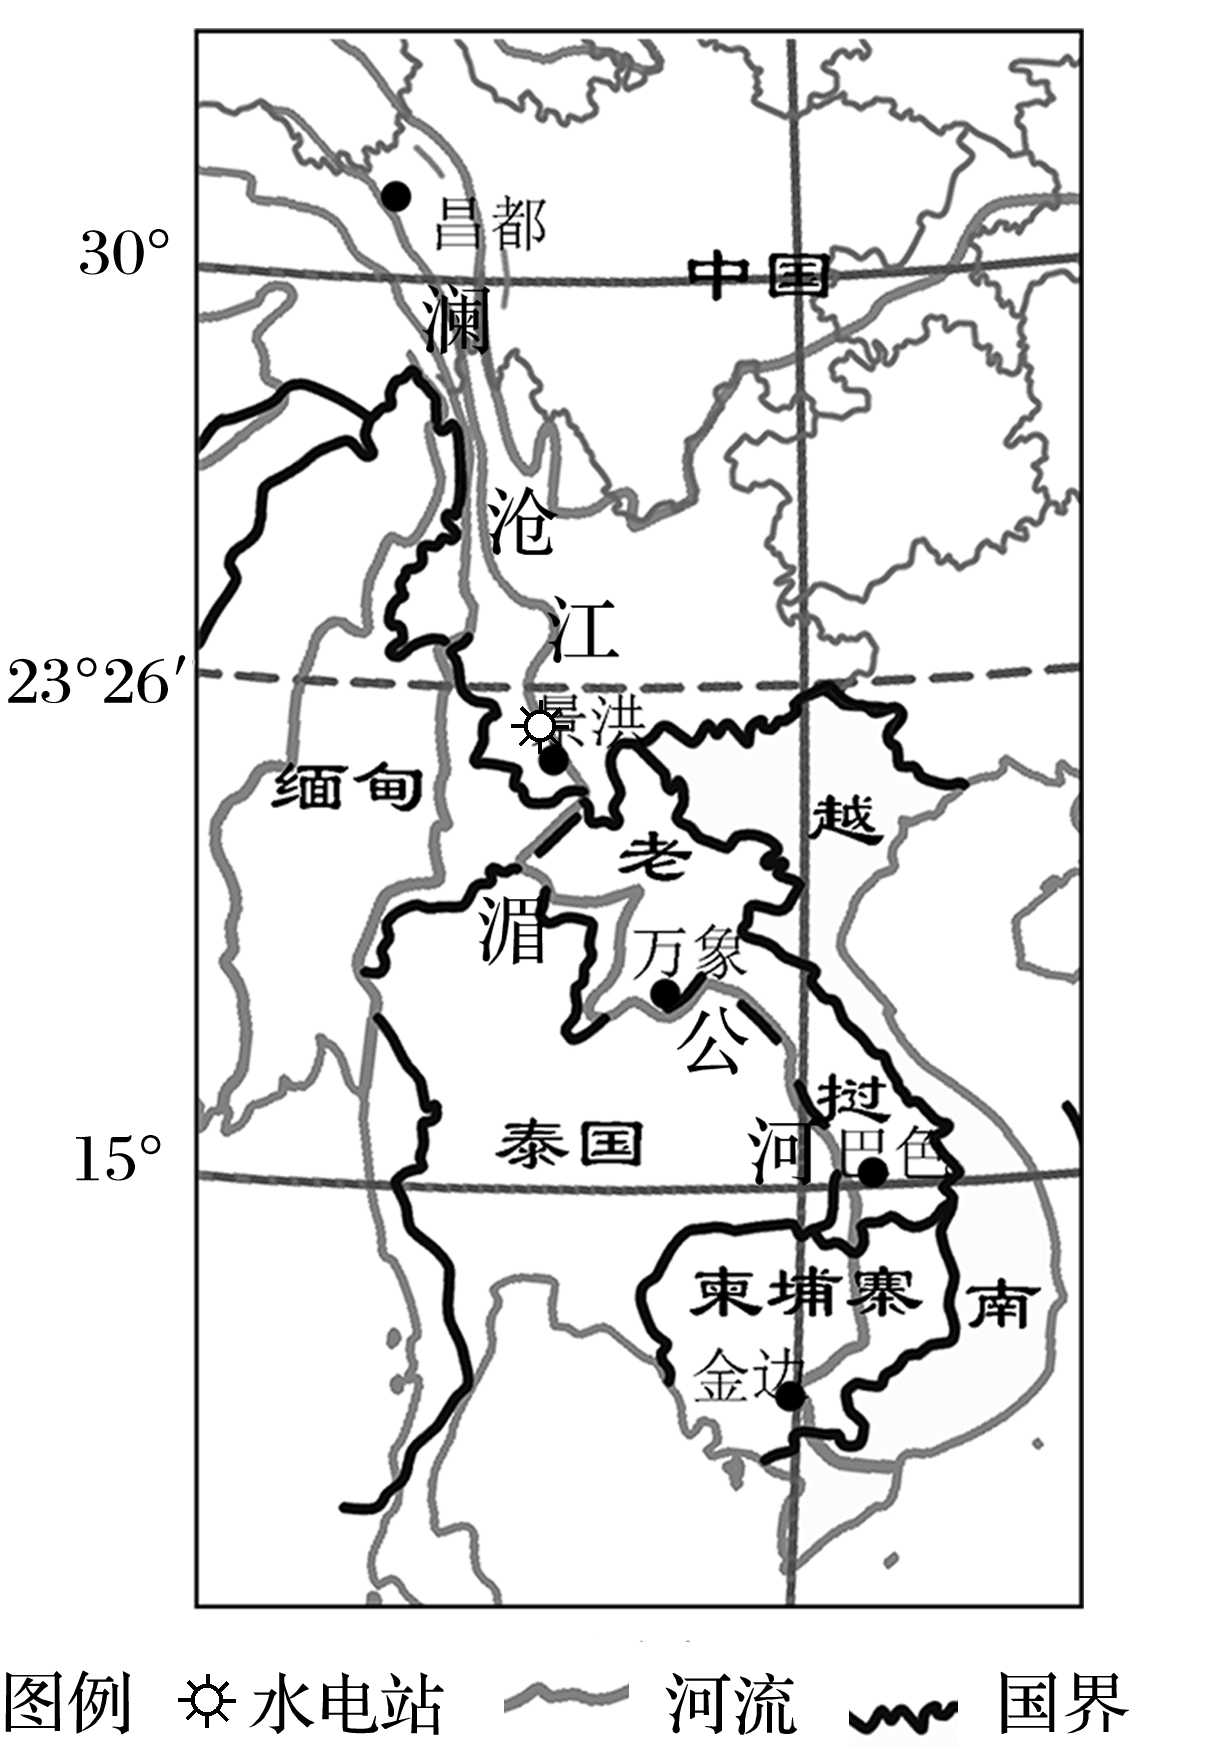 昌都
30°
中国
澜
沧
江
23°26′
景洪
缅甸
越
老
湄
万象
公
挝
泰国
河
巴色
15°
柬埔寨
南
金边
图例 水电站 河流 国界